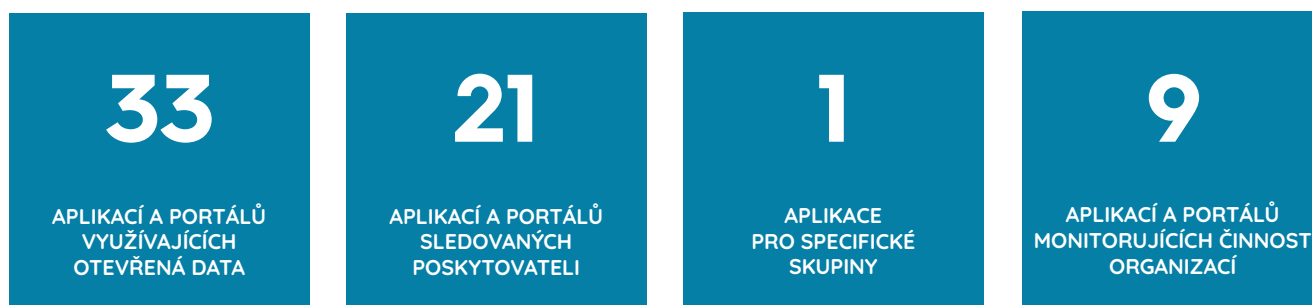 33
APLIKACÍ A PORTÁLŮ
VYUŽÍVAJÍCÍCH
OTEVŘENÁ DATA
21
APLIKACÍ A PORTÁLŮ
SLEDOVANÝCH
POSKYTOVATELI
1
APLIKACE
PRO SPECIFICKÉ
SKUPINY
9
APLIKACÍ A PORTÁLŮ
MONITORUJÍCÍCH ČINNOST
ORGANIZACÍ